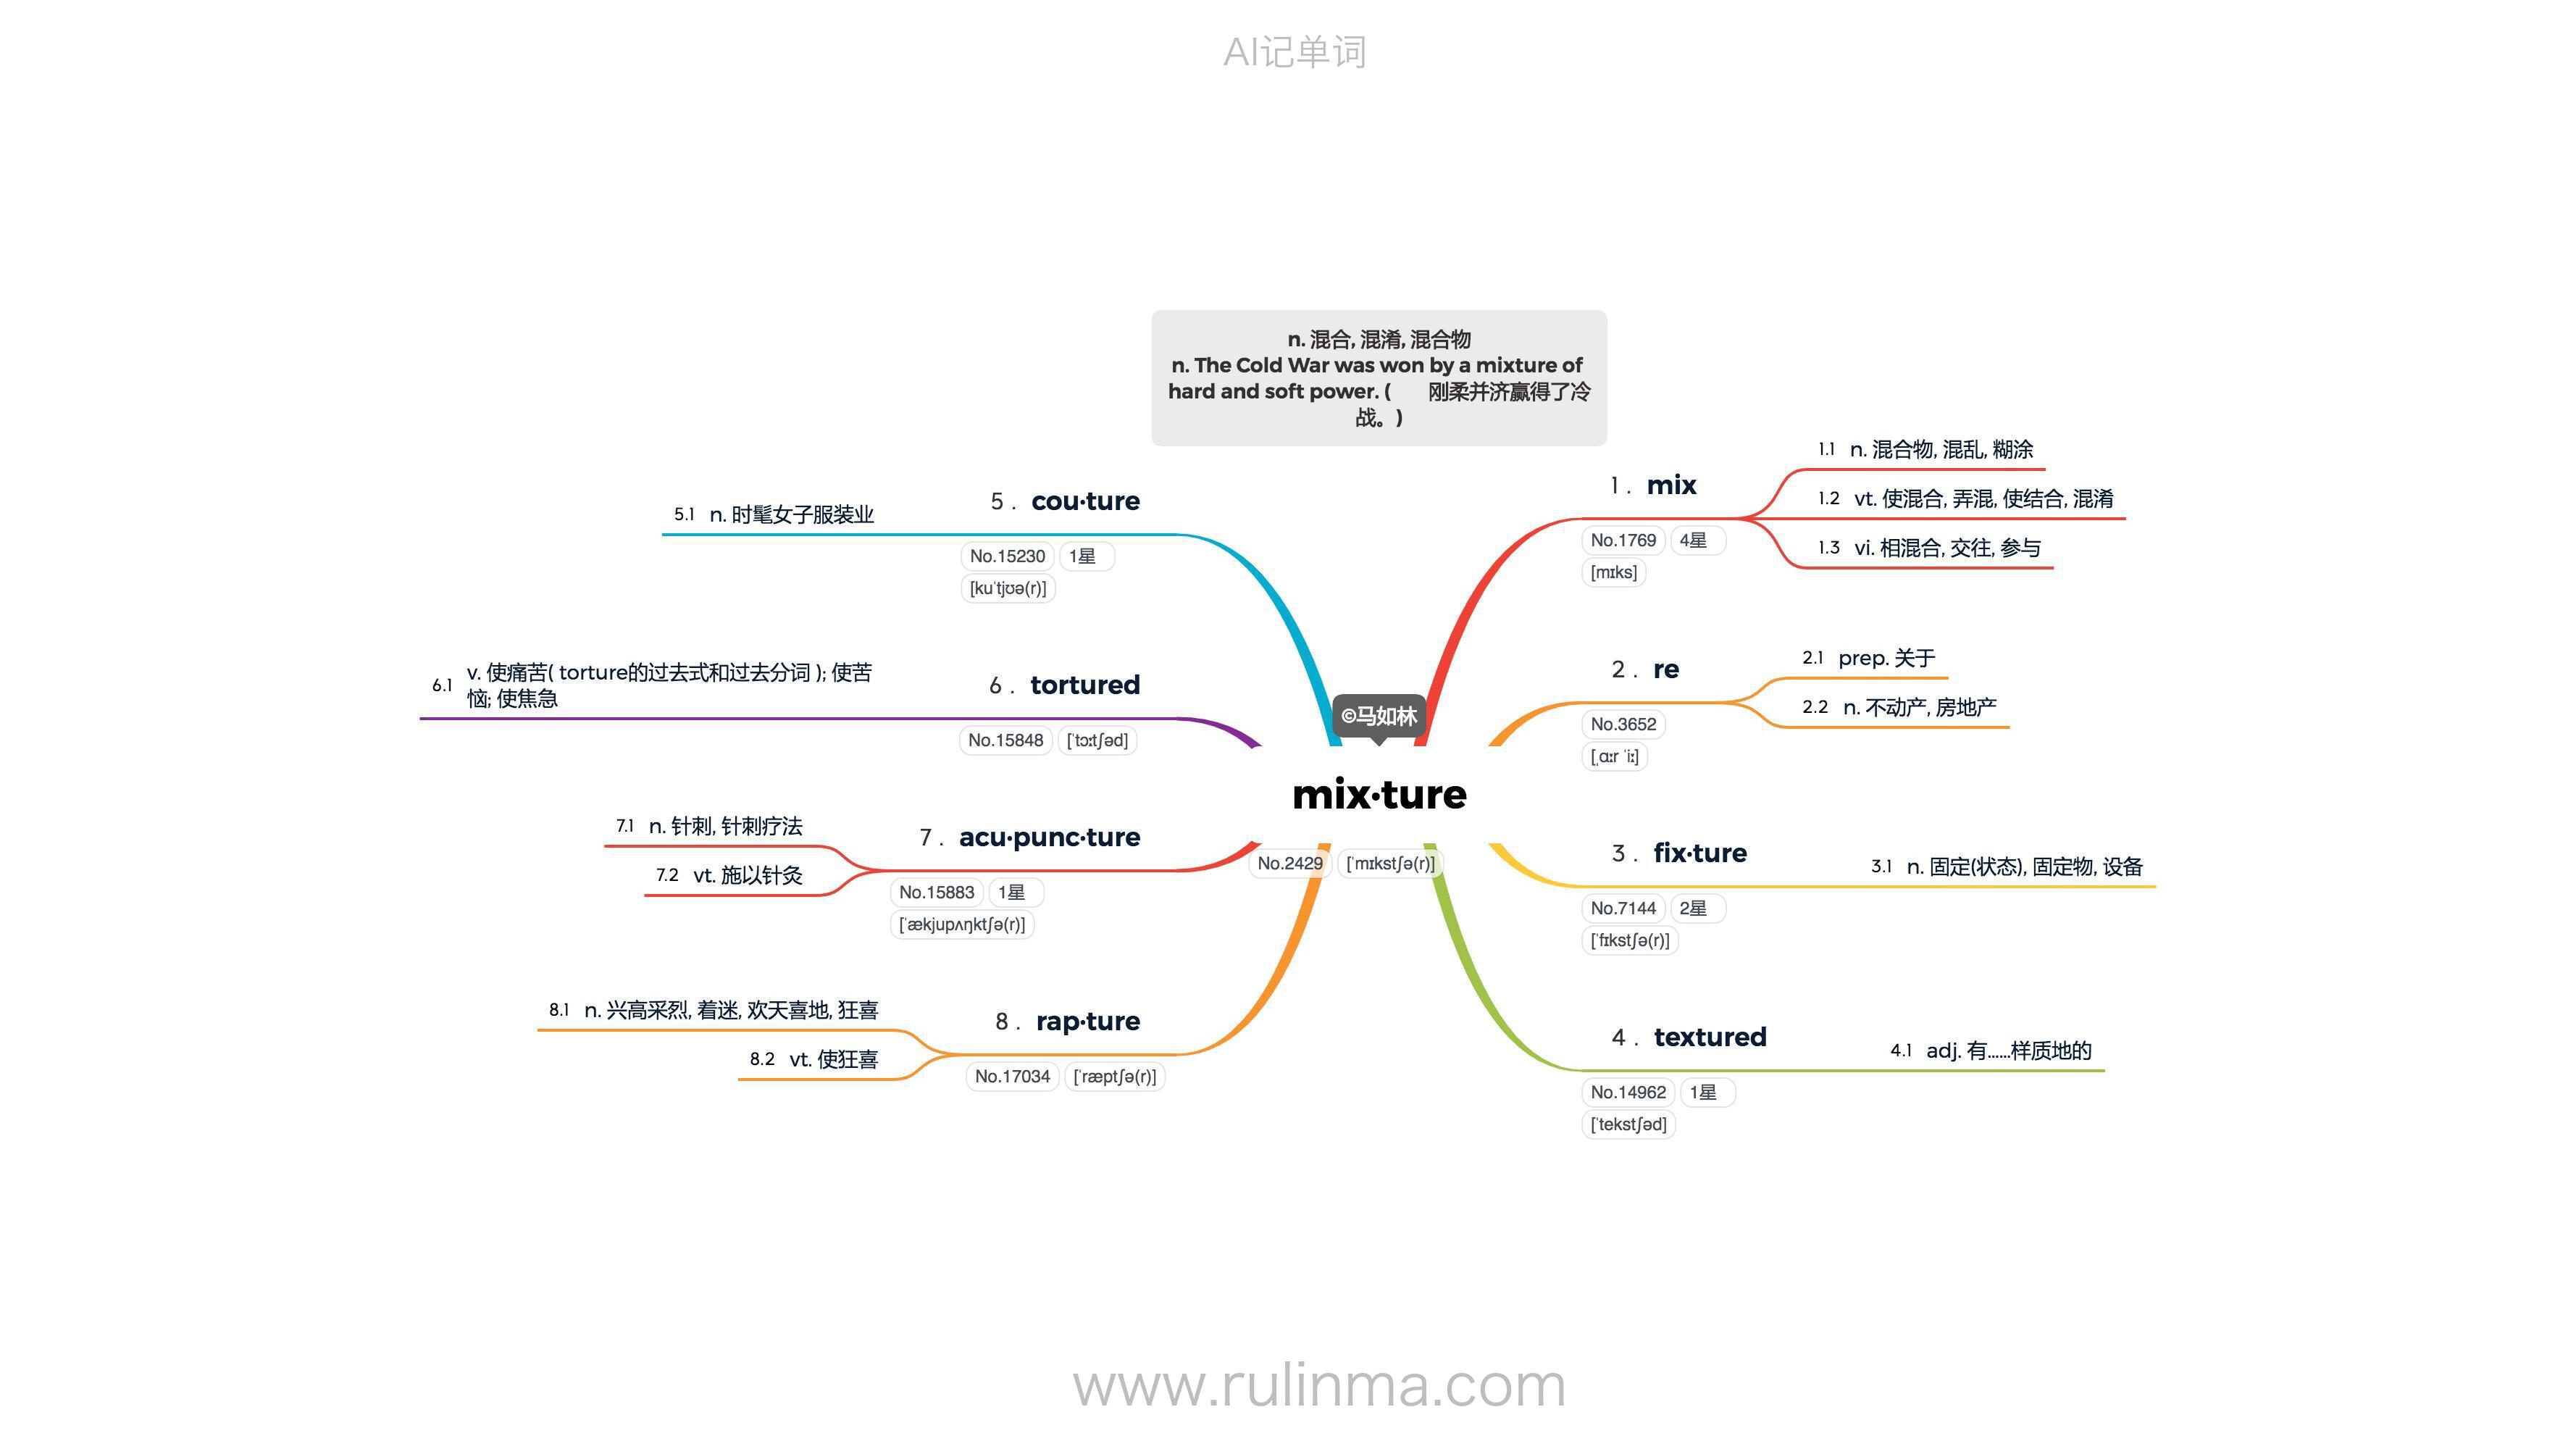 AI记单词
n. 混合, 混淆, 混合物
n. The Cold War was won by a mixture of
hard and soft power. ( 刚柔并济赢得了冷
战。)
©马如林
mix·ture
No.2429 [ˈmɪkstʃə(r)]
1 . mix
No.1769 4星
[mɪks]
1.1 n. 混合物, 混乱, 糊涂
1.2 vt. 使混合, 弄混, 使结合, 混淆
1.3 vi. 相混合, 交往, 参与
2 . re
No.3652
[ˌɑːr ˈiː]
2.1 prep. 关于
2.2 n. 不动产, 房地产
3 . fix·ture
No.7144 2星
[ˈfɪkstʃə(r)]
3.1 n. 固定(状态), 固定物, 设备
4 . textured
No.14962 1星
[ˈtekstʃəd]
4.1 adj. 有......样质地的
5 . cou·ture
No.15230 1星
[kuˈtjʊə(r)]
5.1 n. 时髦女子服装业
6 . tortured
No.15848 [ˈtɔːtʃəd]
6.1 v. 使痛苦( torture的过去式和过去分词 ); 使苦
恼; 使焦急
7 . acu·punc·ture
No.15883 1星
[ˈækjupʌŋktʃə(r)]
7.1 n. 针刺, 针刺疗法
7.2 vt. 施以针灸
8 . rap·ture
No.17034 [ˈræptʃə(r)]
8.1 n. 兴高采烈, 着迷, 欢天喜地, 狂喜
8.2 vt. 使狂喜
www.rulinma.com